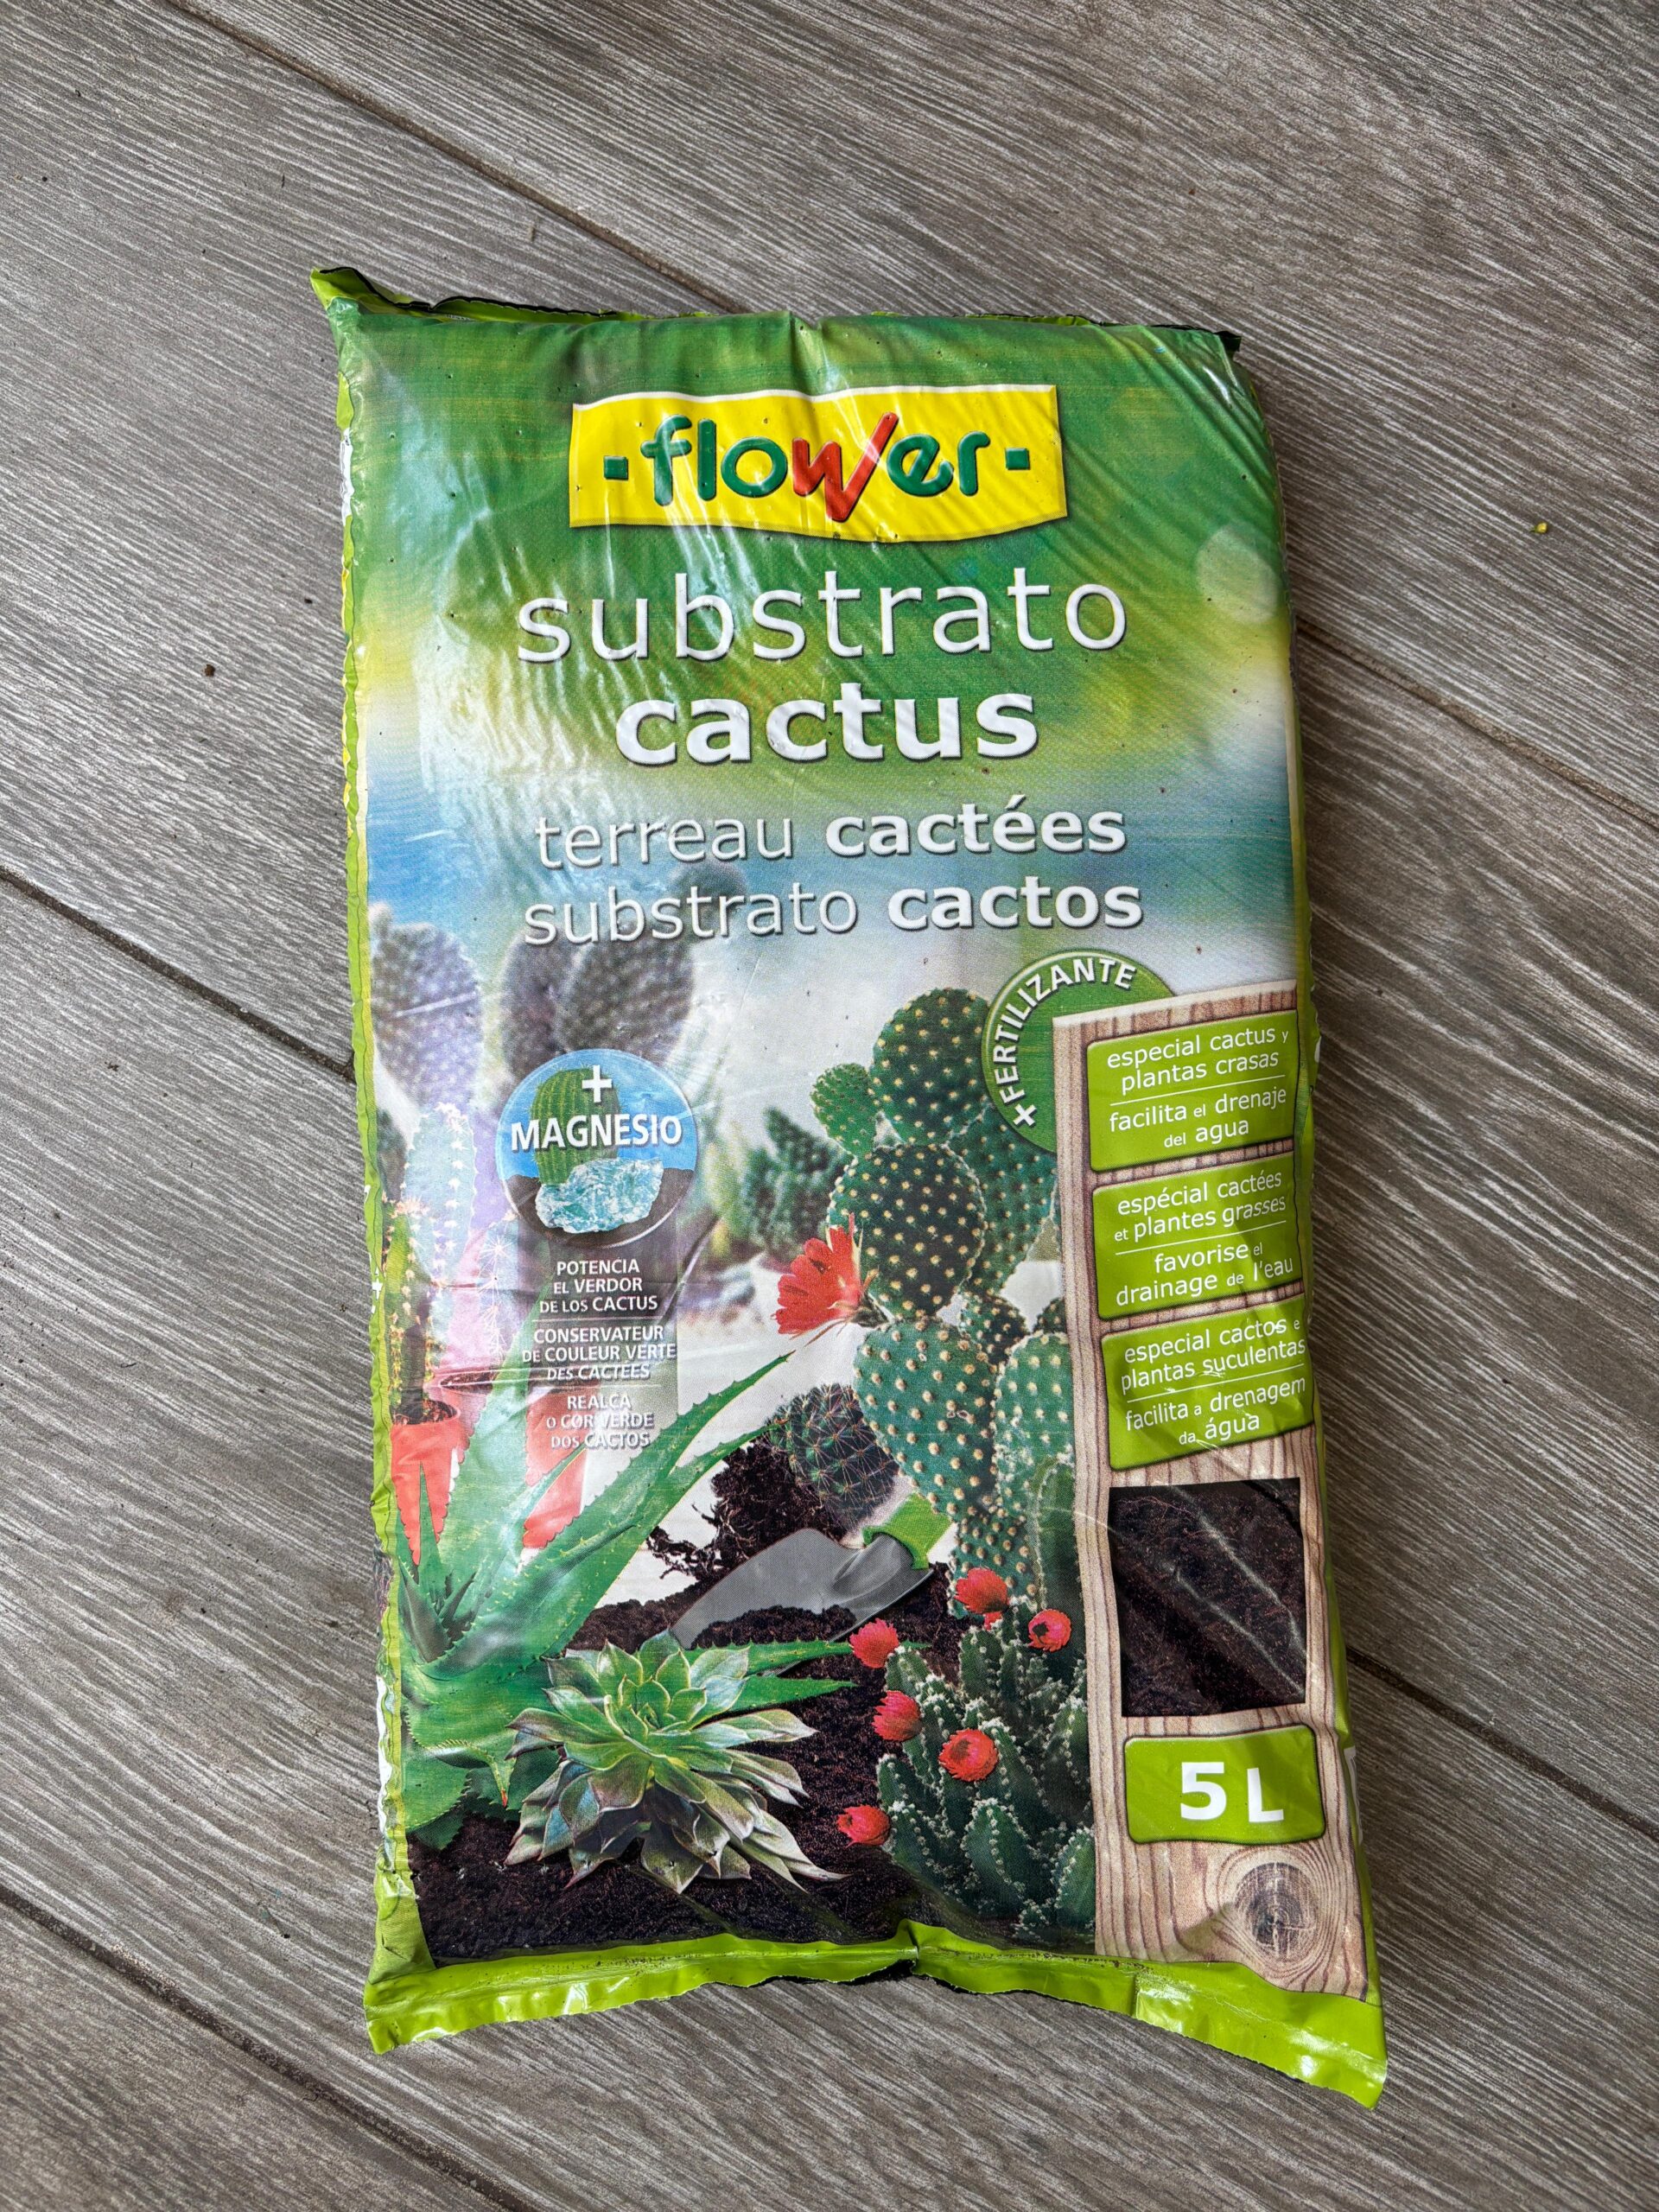 flower
substrato
cactus
terreau cactées
substrato cactos
+FERTILIZANTE
+
MAGNESIO
POTENCIA
EL VERDOR
DE LOS CACTUS
CONSERVATEUR
DE COULEUR VERTE
DES CACTÉES
REALÇA
O COR VERDE
DOS CACTOS
especial cactus y
plantas crasas
facilita el drenaje
del agua
espécial cactées
et plantes grasses
favorise el
drainage de l'eau
especial cactos e
plantas suculentas
facilita a drenagem
da água
5 L